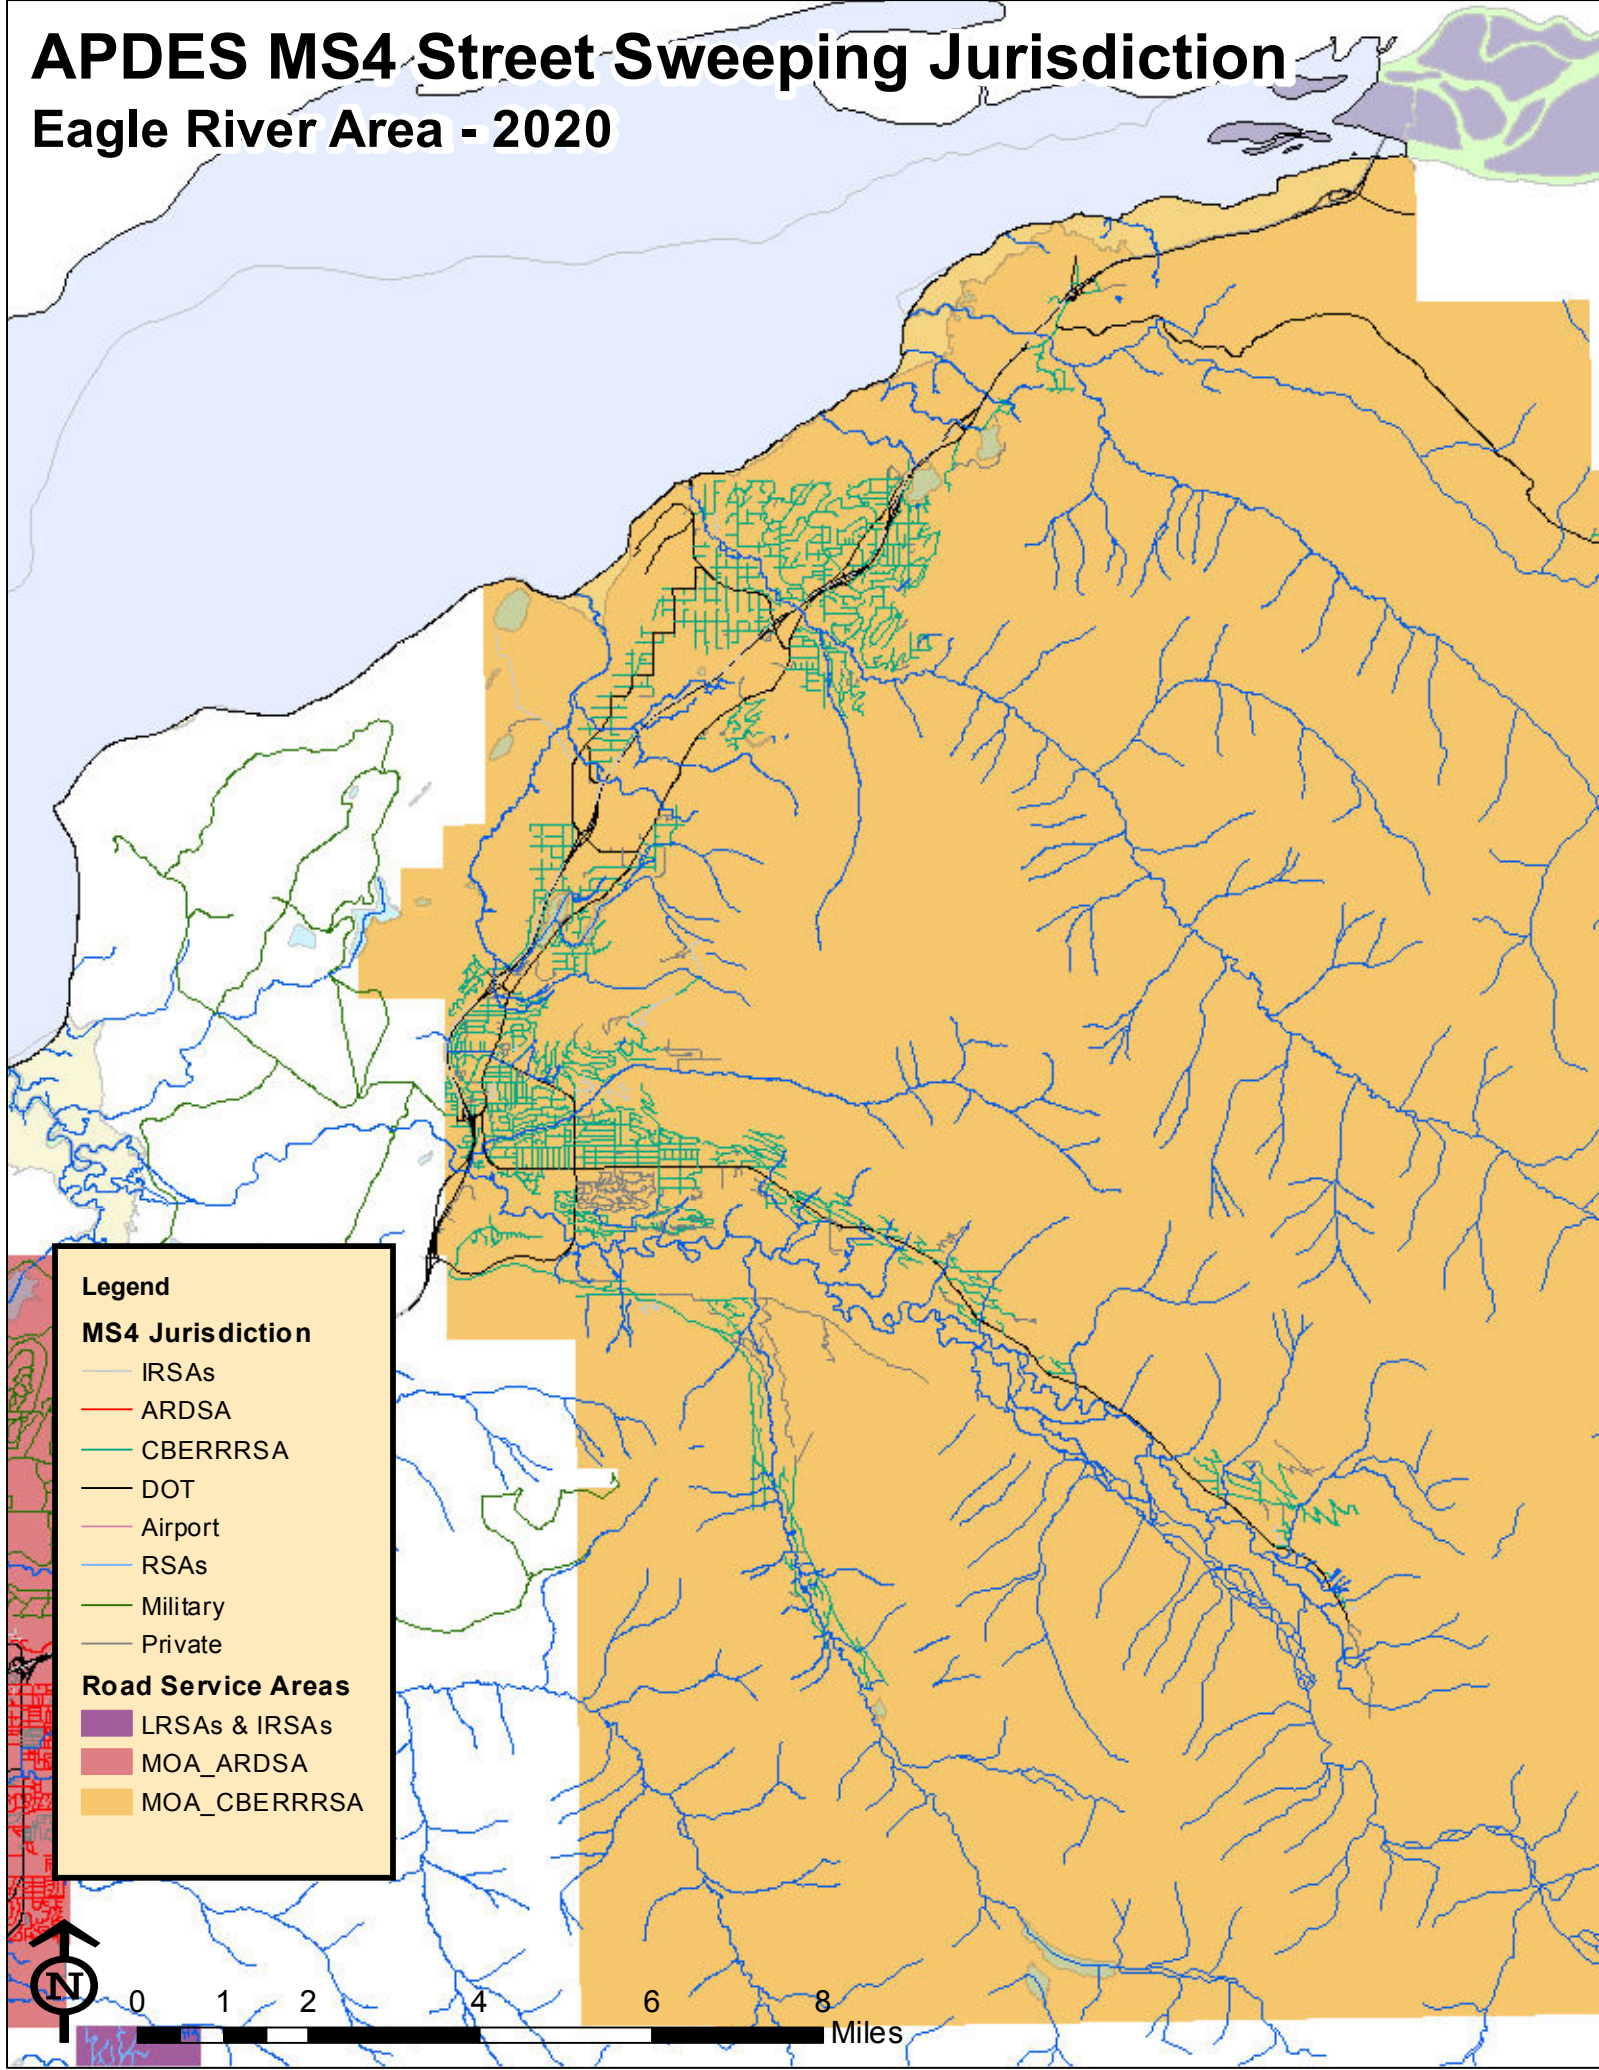 APDES MS4 Street Sweeping Jurisdiction
Eagle River Area - 2020
Legend
MS4 Jurisdiction
IRSAs
ARDSA
CBERRRSA
DOT
Airport
RSAs
Military
Private
Road Service Areas
LRSAs & IRSAs
MOA_ARDSA
MOA_CBERRRSA
N
0 1 2 4 6 8
Miles